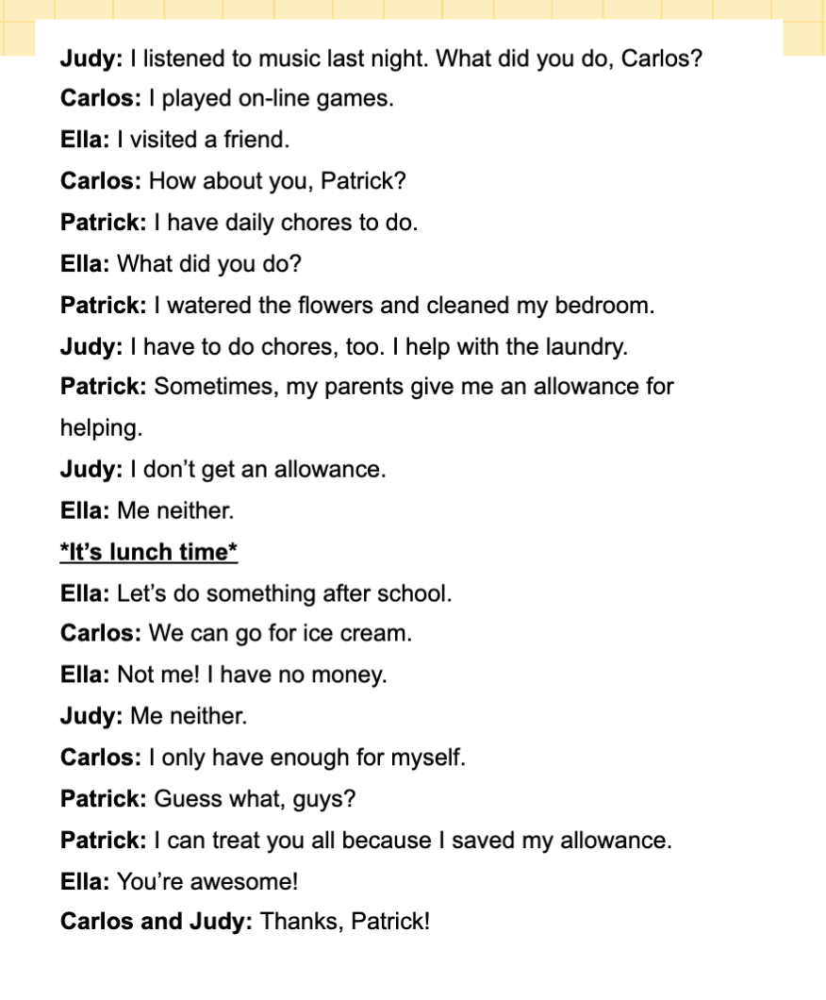 Judy: I listened to music last night. What did you do, Carlos?
Carlos: I played on-line games.
Ella: I visited a friend.
Carlos: How about you, Patrick?
Patrick: I have daily chores to do.
Ella: What did you do?
Patrick: I watered the flowers and cleaned my bedroom.
Judy: I have to do chores, too. I help with the laundry.
Patrick: Sometimes, my parents give me an allowance for
helping.
Judy: I don’t get an allowance.
Ella: Me neither.
*It’s lunch time*
Ella: Let’s do something after school.
Carlos: We can go for ice cream.
Ella: Not me! I have no money.
Judy: Me neither.
Carlos: I only have enough for myself.
Patrick: Guess what, guys?
Patrick: I can treat you all because I saved my allowance.
Ella: You’re awesome!
Carlos and Judy: Thanks, Patrick!